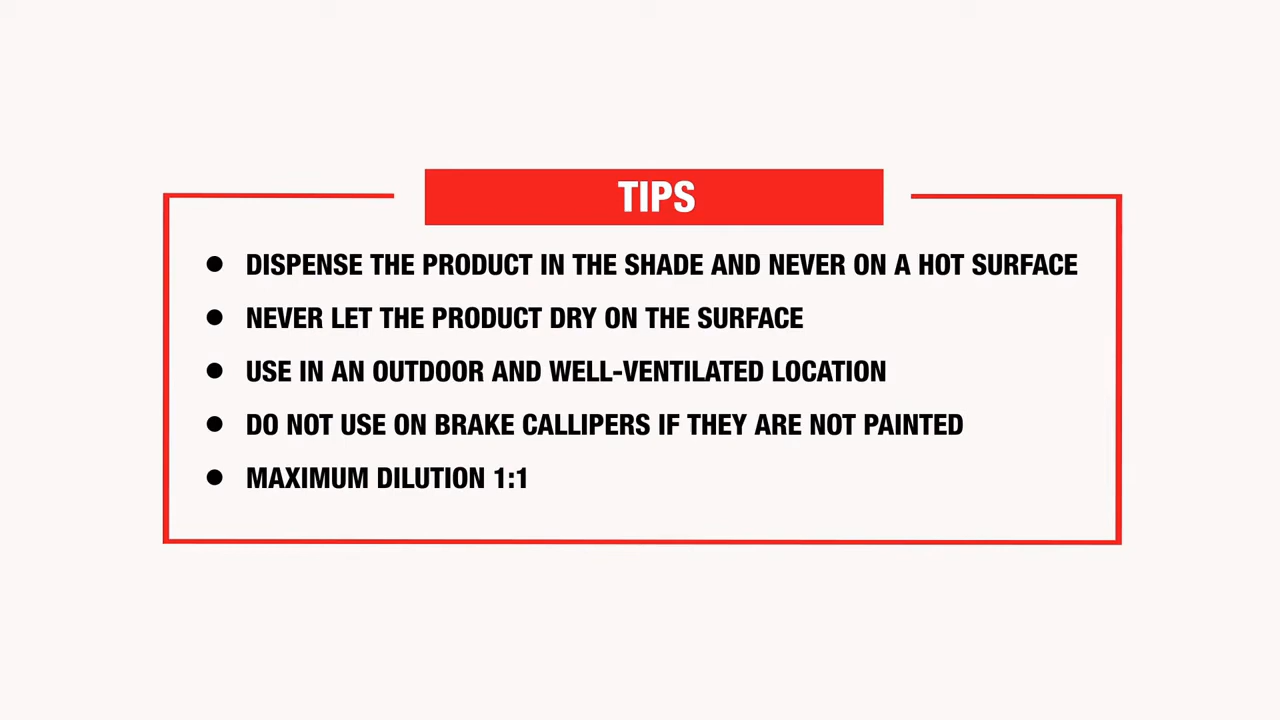 TIPS
● DISPENSE THE PRODUCT IN THE SHADE AND NEVER ON A HOT SURFACE
● NEVER LET THE PRODUCT DRY ON THE SURFACE
● USE IN AN OUTDOOR AND WELL-VENTILATED LOCATION
● DO NOT USE ON BRAKE CALLIPERS IF THEY ARE NOT PAINTED
● MAXIMUM DILUTION 1:1